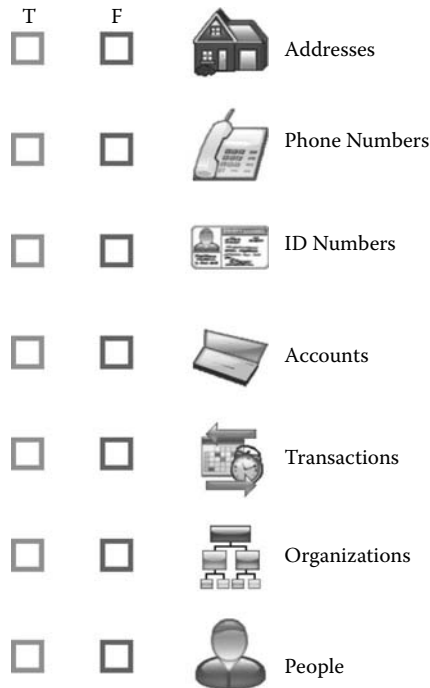 T F
Addresses
Phone Numbers
ID Numbers
Accounts
Transactions
Organizations
People